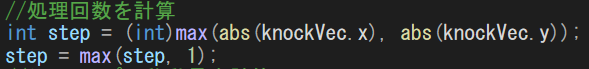 //処理回数を計算
int step = (int)max(abs(knockVec.x), abs(knockVec.y));
step = max(step, 1);